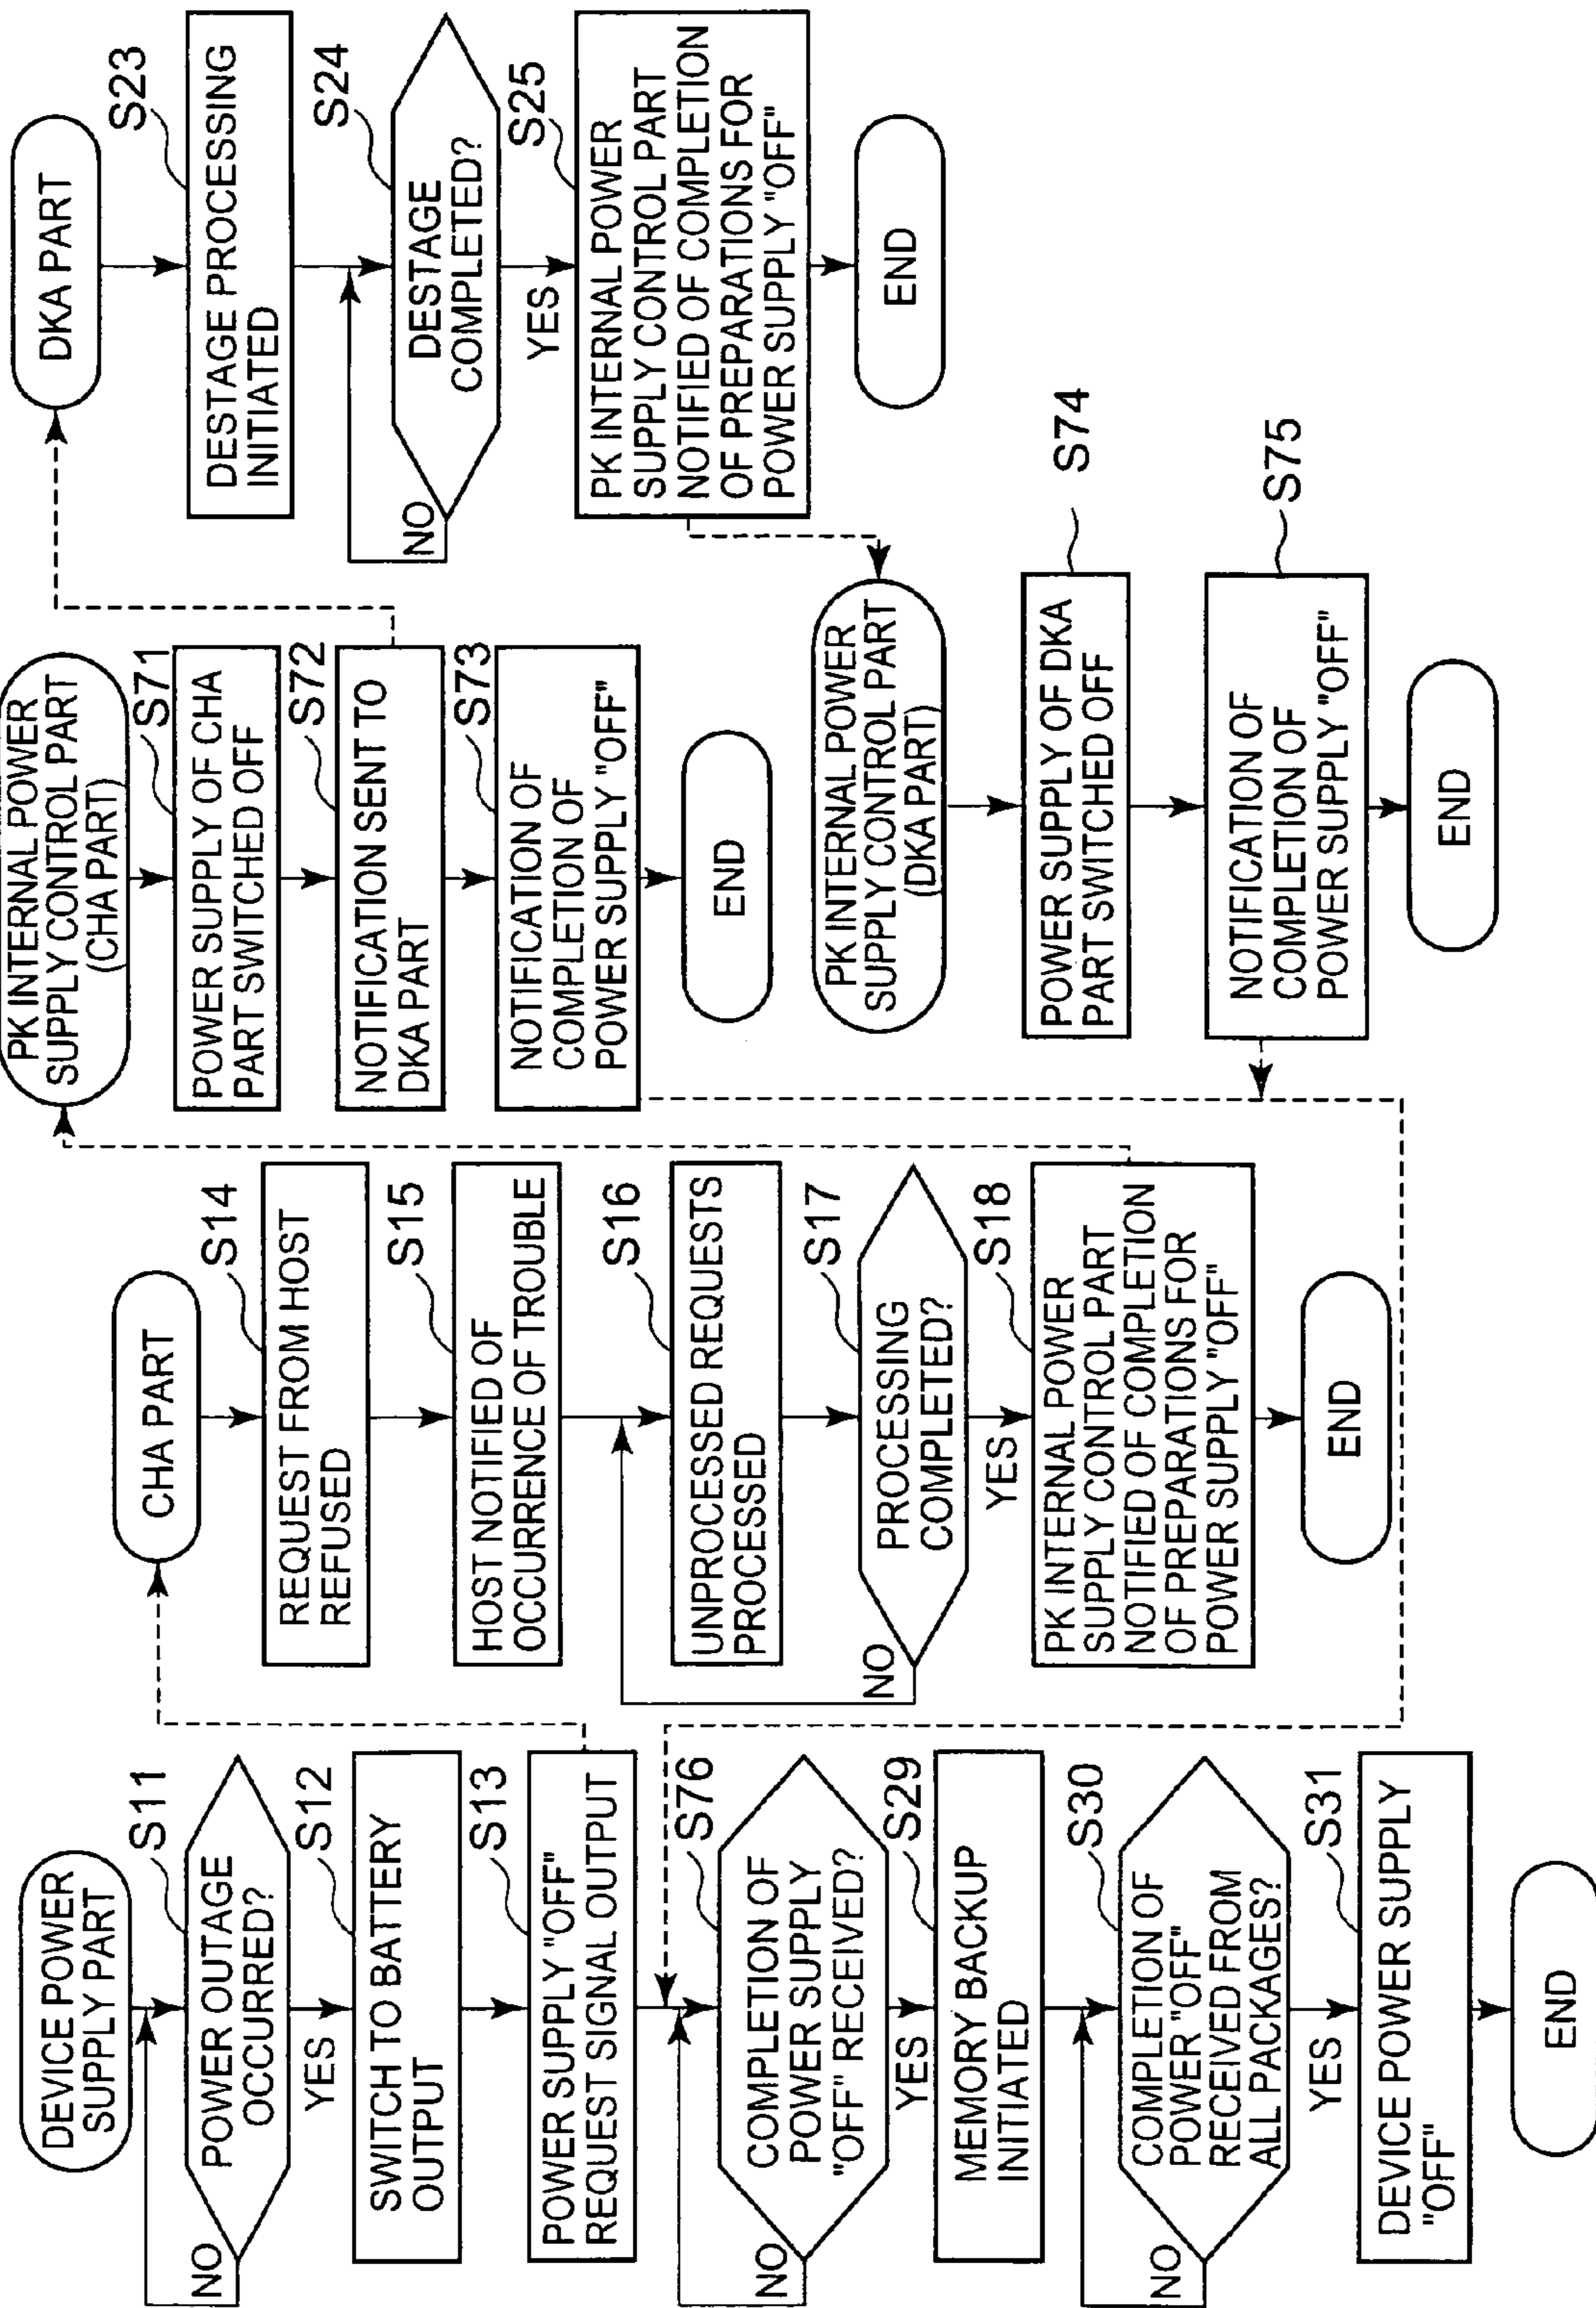 DEVICE POWER
SUPPLY PART
S11
POWER OUTAGE
OCCURRED?
NO
YES
S12
SWITCH TO BATTERY
OUTPUT
S13
POWER SUPPLY "OFF"
REQUEST SIGNAL OUTPUT
S76
COMPLETION OF
POWER SUPPLY
"OFF" RECEIVED?
NO
YES
S29
MEMORY BACKUP
INITIATED
S30
COMPLETION OF
POWER "OFF"
RECEIVED FROM
ALL PACKAGES?
NO
YES
S31
DEVICE POWER SUPPLY
"OFF"
END
CHA PART
S14
REQUEST FROM HOST
REFUSED
S15
HOST NOTIFIED OF
OCCURRENCE OF TROUBLE
S16
UNPROCESSED REQUESTS
PROCESSED
S17
PROCESSING
COMPLETED?
NO
YES
S18
PK INTERNAL POWER
SUPPLY CONTROL PART
NOTIFIED OF COMPLETION
OF PREPARATIONS FOR
POWER SUPPLY "OFF"
END
PK INTERNAL POWER
SUPPLY CONTROL PART
(CHA PART)
S71
POWER SUPPLY OF CHA
PART SWITCHED OFF
S72
NOTIFICATION SENT TO
DKA PART
S73
NOTIFICATION OF
COMPLETION OF
POWER SUPPLY "OFF"
END
PK INTERNAL POWER
SUPPLY CONTROL PART
(DKA PART)
S74
POWER SUPPLY OF DKA
PART SWITCHED OFF
S75
NOTIFICATION OF
COMPLETION OF
POWER SUPPLY "OFF"
END
DKA PART
S23
DESTAGE PROCESSING
INITIATED
S24
DESTAGE
COMPLETED?
NO
YES
S25
PK INTERNAL POWER
SUPPLY CONTROL PART
NOTIFIED OF COMPLETION
OF PREPARATIONS FOR
POWER SUPPLY "OFF"
END